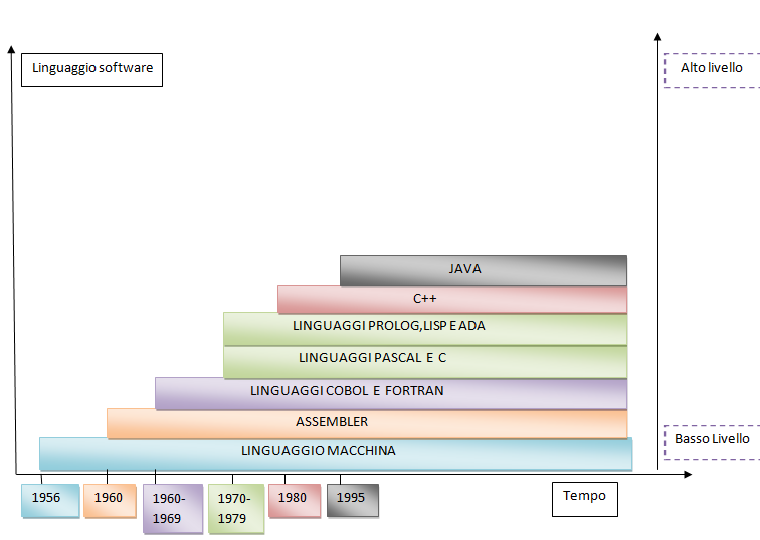 Linguaggio software
Alto livello
JAVA
C++
LINGUAGGI PROLOG,LISP E ADA
LINGUAGGI PASCAL E C
LINGUAGGI COBOL E FORTRAN
ASSEMBLER
Basso Livello
LINGUAGGIO MACCHINA
1956
1960
1960-
1969
1970-
1979
1980
1995
Tempo